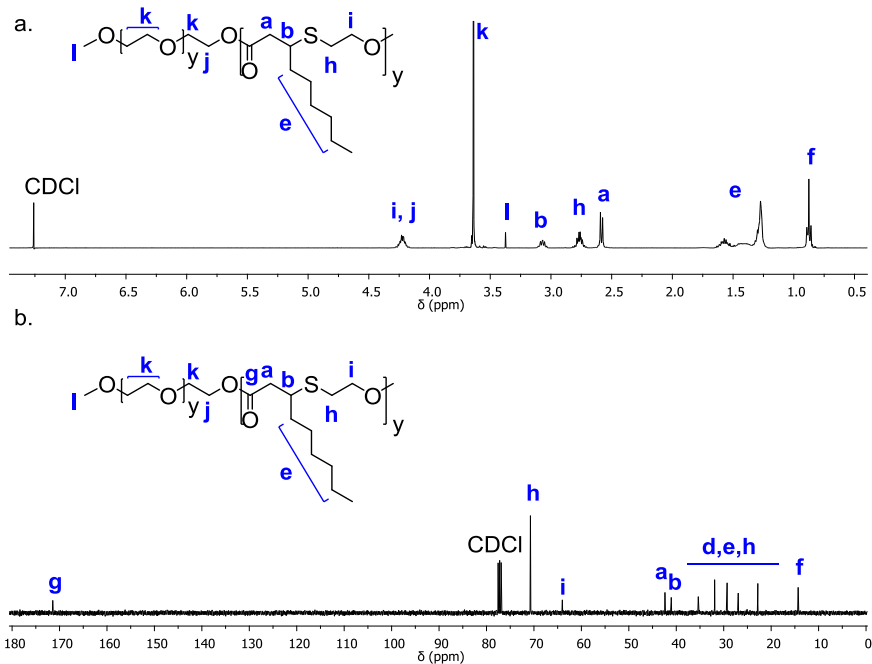 a.
k k a b i
O O O S O
l y j O h y
e
k
f
CDCl
i, j l b h a e
7.0 6.5 6.0 5.5 5.0 4.5 4.0 3.5 3.0 2.5 2.0 1.5 1.0 0.5
δ (ppm)
b.
k k g a b i
O O O S O
l y j O h y
e
h
CDCl
d,e,h
g i a b f
180 170 160 150 140 130 120 110 100 90 80 70 60 50 40 30 20 10 0
δ (ppm)